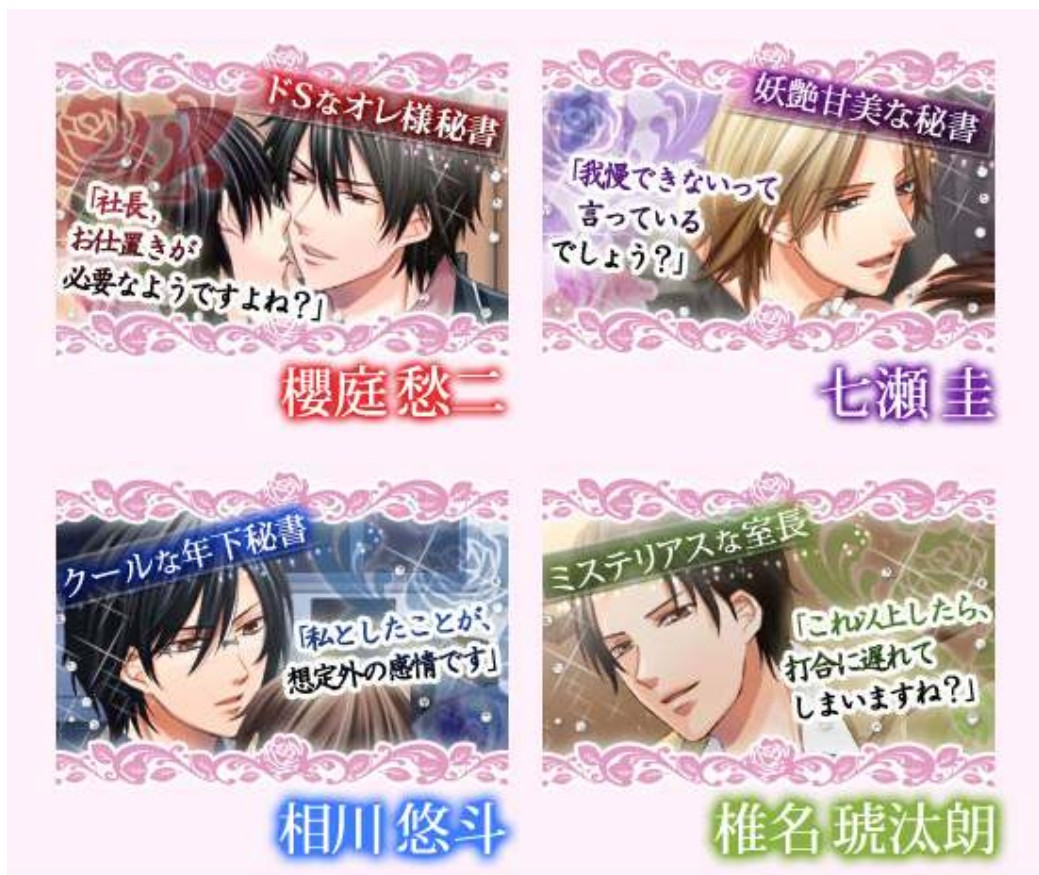 ドSなオレ様秘書
「社長、
お仕置きが
必要なようですよね?」
櫻庭 愁二
妖艶甘美な秘書
「我慢できないって
言っている
でしょう?」
七瀬 圭
クールな年下秘書
「私としたことが、
想定外の感情です」
相川 悠斗
ミステリアスな室長
「これ以上したら、
打合に遅れて
しまいますね?」
椎名 琥汰朗